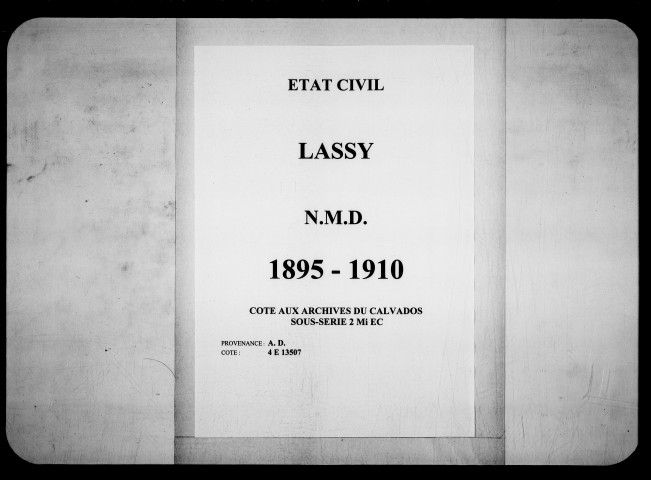 ETAT CIVIL
LASSY
N.M.D.
1895 - 1910
COTE AUX ARCHIVES DU CALVADOS
SOUS-SERIE 2 Mi EC
PROVENANCE : A. D.
COTE : 4 E 13507